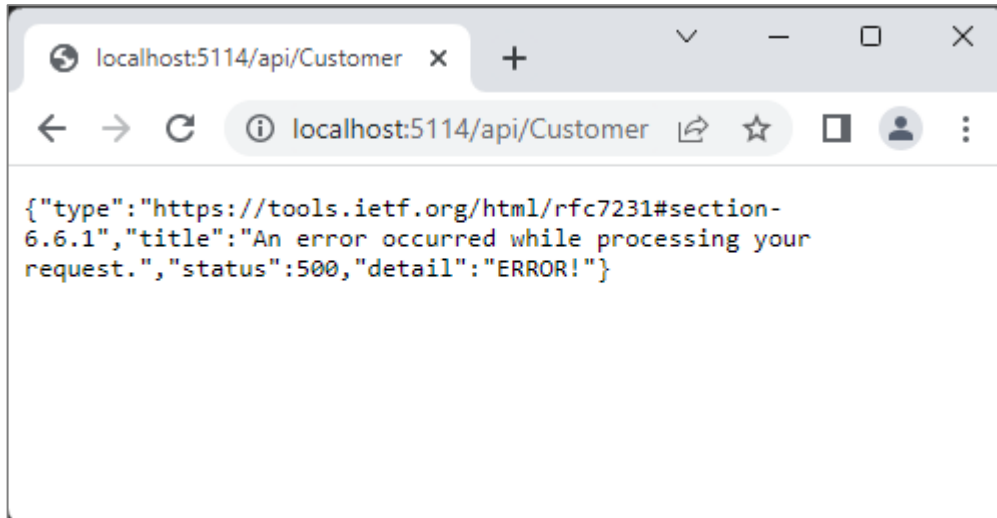 localhost:5114/api/Customer
localhost:5114/api/Customer
{"type":"https://tools.ietf.org/html/rfc7231#section-
6.6.1","title":"An error occurred while processing your
request.","status":500,"detail":"ERROR!"}